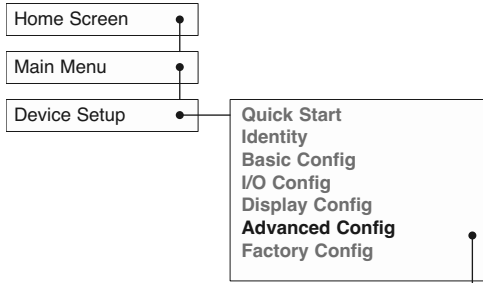 Home Screen
Main Menu
Device Setup
Quick Start
Identity
Basic Config
I/O Config
Display Config
Advanced Config
Factory Config